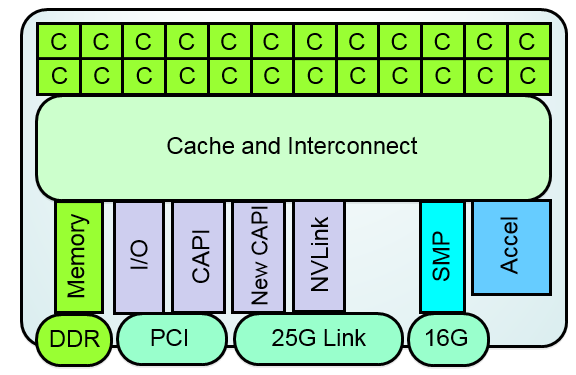 C C C C C C C C C C C C
C C C C C C C C C C C C
Cache and Interconnect
Memory
I/O
CAPI
New CAPI
NVLink
SMP
Accel
DDR
PCI
25G Link
16G